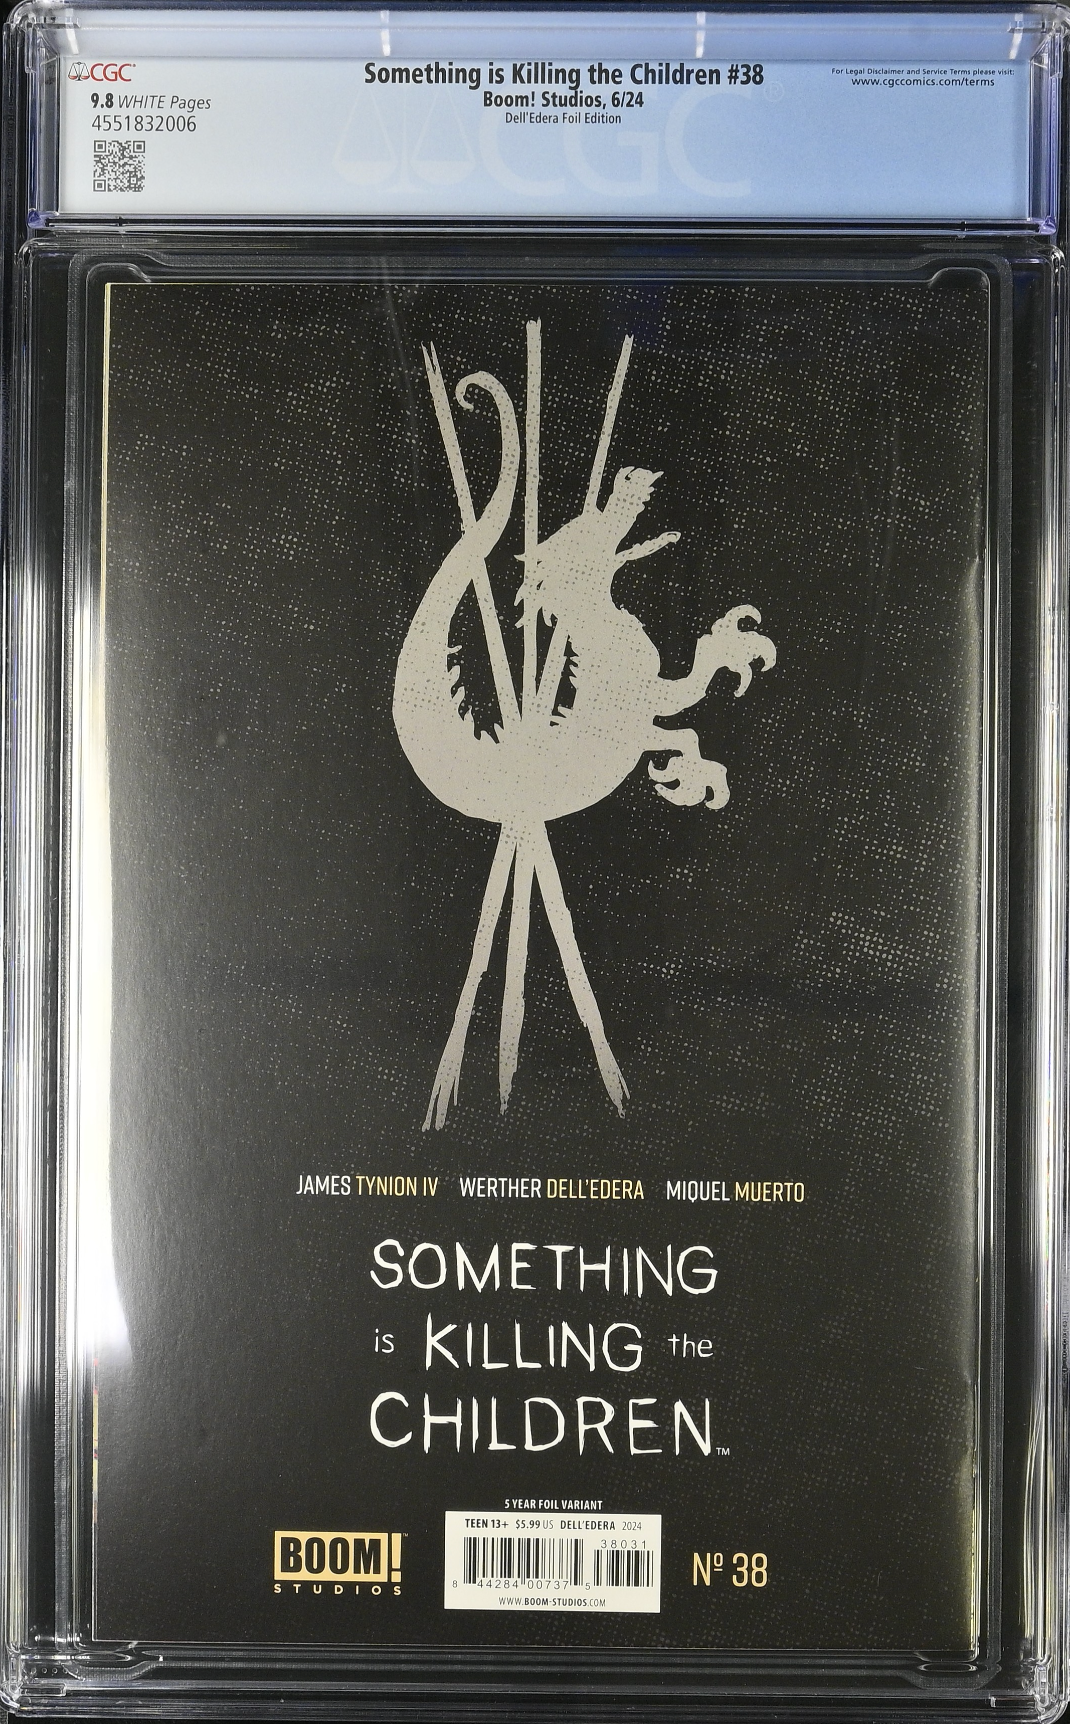 CGC
9.8 WHITE Pages
4551832006
Something is Killing the Children #38
Boom! Studios, 6/24
Dell'Edera Foil Edition
For Legal Disclaimer and Service Terms please visit:
www.cgccomics.com/terms
CGC®
JAMES TYNION IV WERTHER DELL'EDERA MIQUEL MUERTO
SOMETHING
is KILLING the
CHILDREN™
5 YEAR FOIL VARIANT
TEEN 13+ $5.99 US DELL'EDERA 2024
38031
8 44284 00737 5
WWW.BOOM-STUDIOS.COM
BOOM!™
STUDIOS
Nº 38